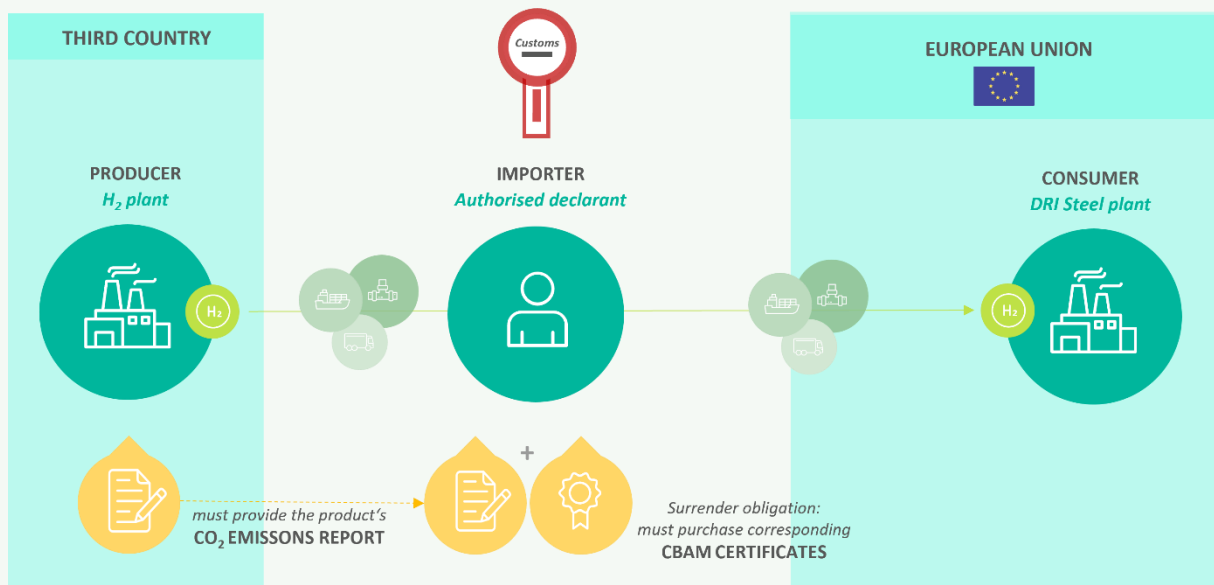 THIRD COUNTRY
Customs
EUROPEAN UNION
PRODUCER
H₂ plant
IMPORTER
Authorised declarant
CONSUMER
DRI Steel plant
H₂
H₂
+
must provide the product's
CO₂ EMISSONS REPORT
Surrender obligation:
must purchase corresponding
CBAM CERTIFICATES